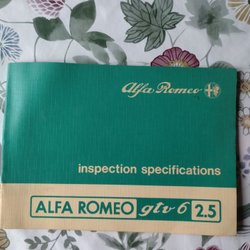 Alfa Romeo
inspection specifications
ALFA ROMEO gtv 6 2.5